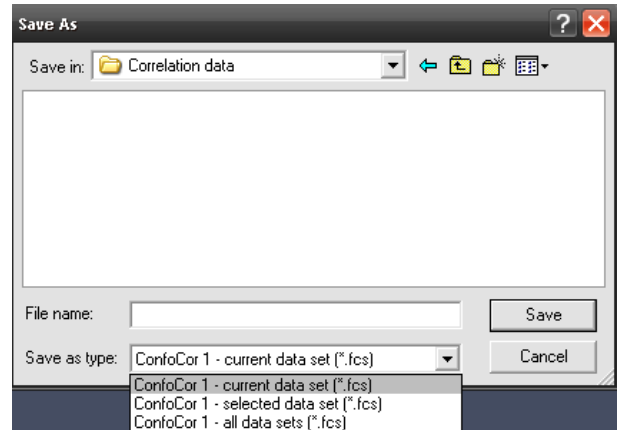 Save As
Save in: Correlation data
File name:
Save
Save as type: ConfoCor 1 - current data set (*.fcs)
Cancel
ConfoCor 1 - current data set (*.fcs)
ConfoCor 1 - selected data set (*.fcs)
ConfoCor 1 - all data sets (*.fcs)